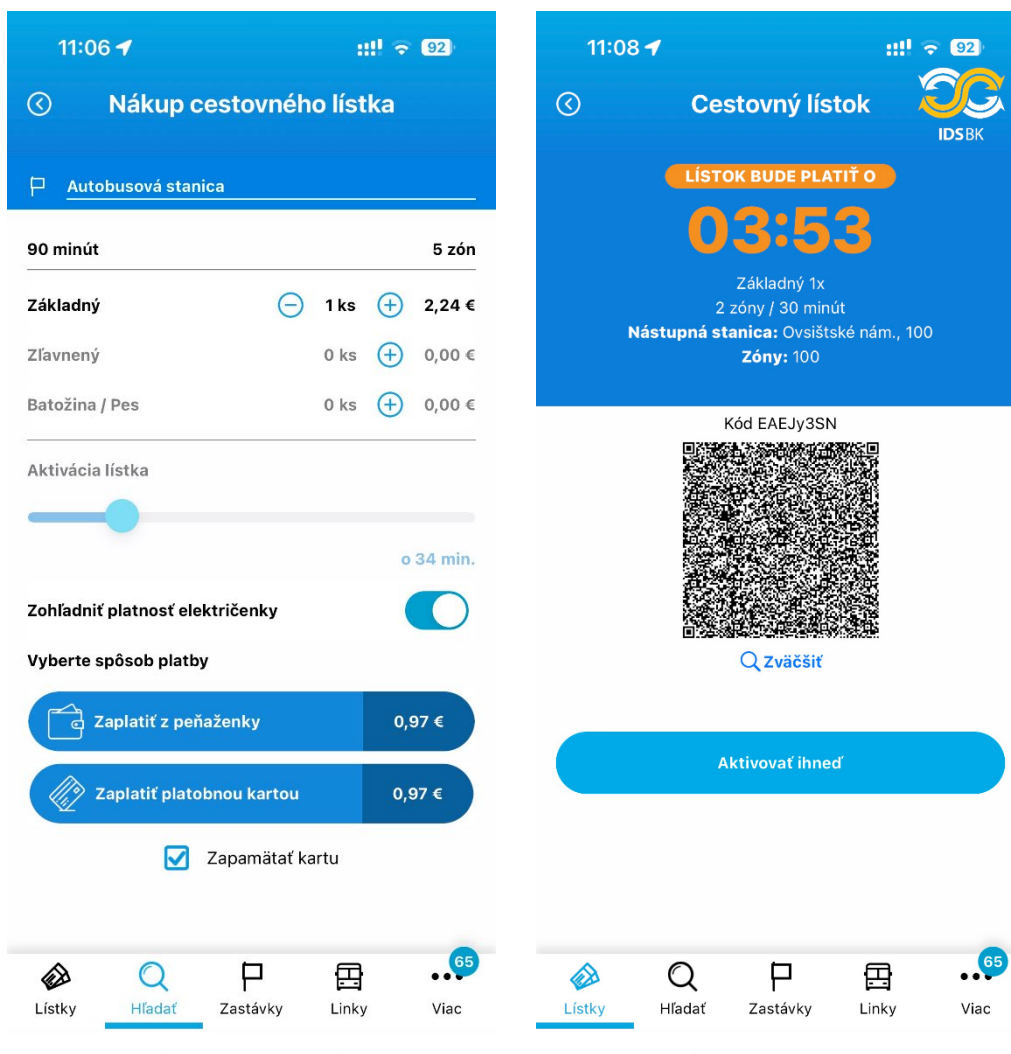 11:06
92
Nákup cestovného lístka
Autobusová stanica
90 minút 5 zón
Základný 1 ks 2,24 €
Zľavnený 0 ks 0,00 €
Batožina / Pes 0 ks 0,00 €
Aktivácia lístka
o 34 min.
Zohľadniť platnosť električenky
Vyberte spôsob platby
Zaplatiť z peňaženky 0,97 €
Zaplatiť platobnou kartou 0,97 €
Zapamätať kartu
65
Lístky Hľadať Zastávky Linky Viac
11:08
92
Cestovný lístok
IDSBK
LÍSTOK BUDE PLATIŤ O
03:53
Základný 1x
2 zóny / 30 minút
Nástupná stanica: Ovsištské nám., 100
Zóny: 100
Kód EAEJy3SN
Zväčšiť
Aktivovať ihneď
65
Lístky Hľadať Zastávky Linky Viac